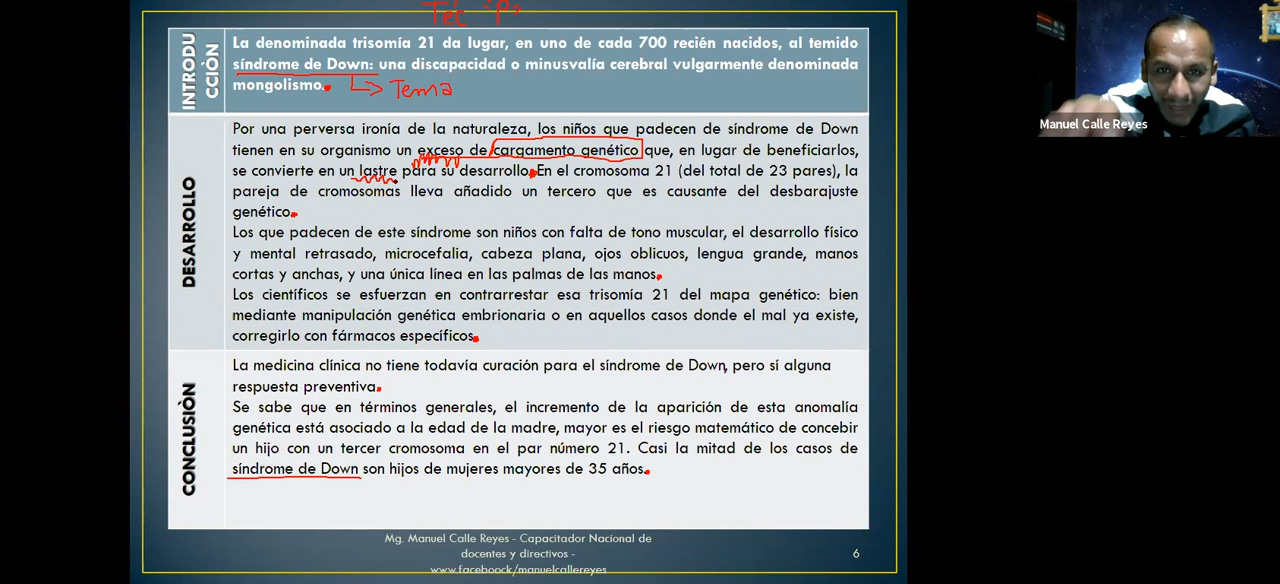 Téc
INTRODU
CCIÓN
La denominada trisomía 21 da lugar, en uno de cada 700 recién nacidos, al temido
síndrome de Down: una discapacidad o minusvalía cerebral vulgarmente denominada
mongolismo.
Tema
DESARROLLO
Por una perversa ironía de la naturaleza, los niños que padecen de síndrome de Down
tienen en su organismo un exceso de cargamento genético que, en lugar de beneficiarlos,
se convierte en un lastre para su desarrollo. En el cromosoma 21 (del total de 23 pares), la
pareja de cromosomas lleva añadido un tercero que es causante del desbarajuste
genético.
Los que padecen de este síndrome son niños con falta de tono muscular, el desarrollo físico
y mental retrasado, microcefalia, cabeza plana, ojos oblicuos, lengua grande, manos
cortas y anchas, y una única línea en las palmas de las manos.
Los científicos se esfuerzan en contrarrestar esa trisomía 21 del mapa genético: bien
mediante manipulación genética embrionaria o en aquellos casos donde el mal ya existe,
corregirlo con fármacos específicos.
CONCLUSIÒN
La medicina clínica no tiene todavía curación para el síndrome de Down, pero sí alguna
respuesta preventiva.
Se sabe que en términos generales, el incremento de la aparición de esta anomalía
genética está asociado a la edad de la madre, mayor es el riesgo matemático de concebir
un hijo con un tercer cromosoma en el par número 21. Casi la mitad de los casos de
síndrome de Down son hijos de mujeres mayores de 35 años.
Mg. Manuel Calle Reyes - Capacitador Nacional de
docentes y directivos -
www.faceboock/manuelcallereyes
6
Manuel Calle Reyes